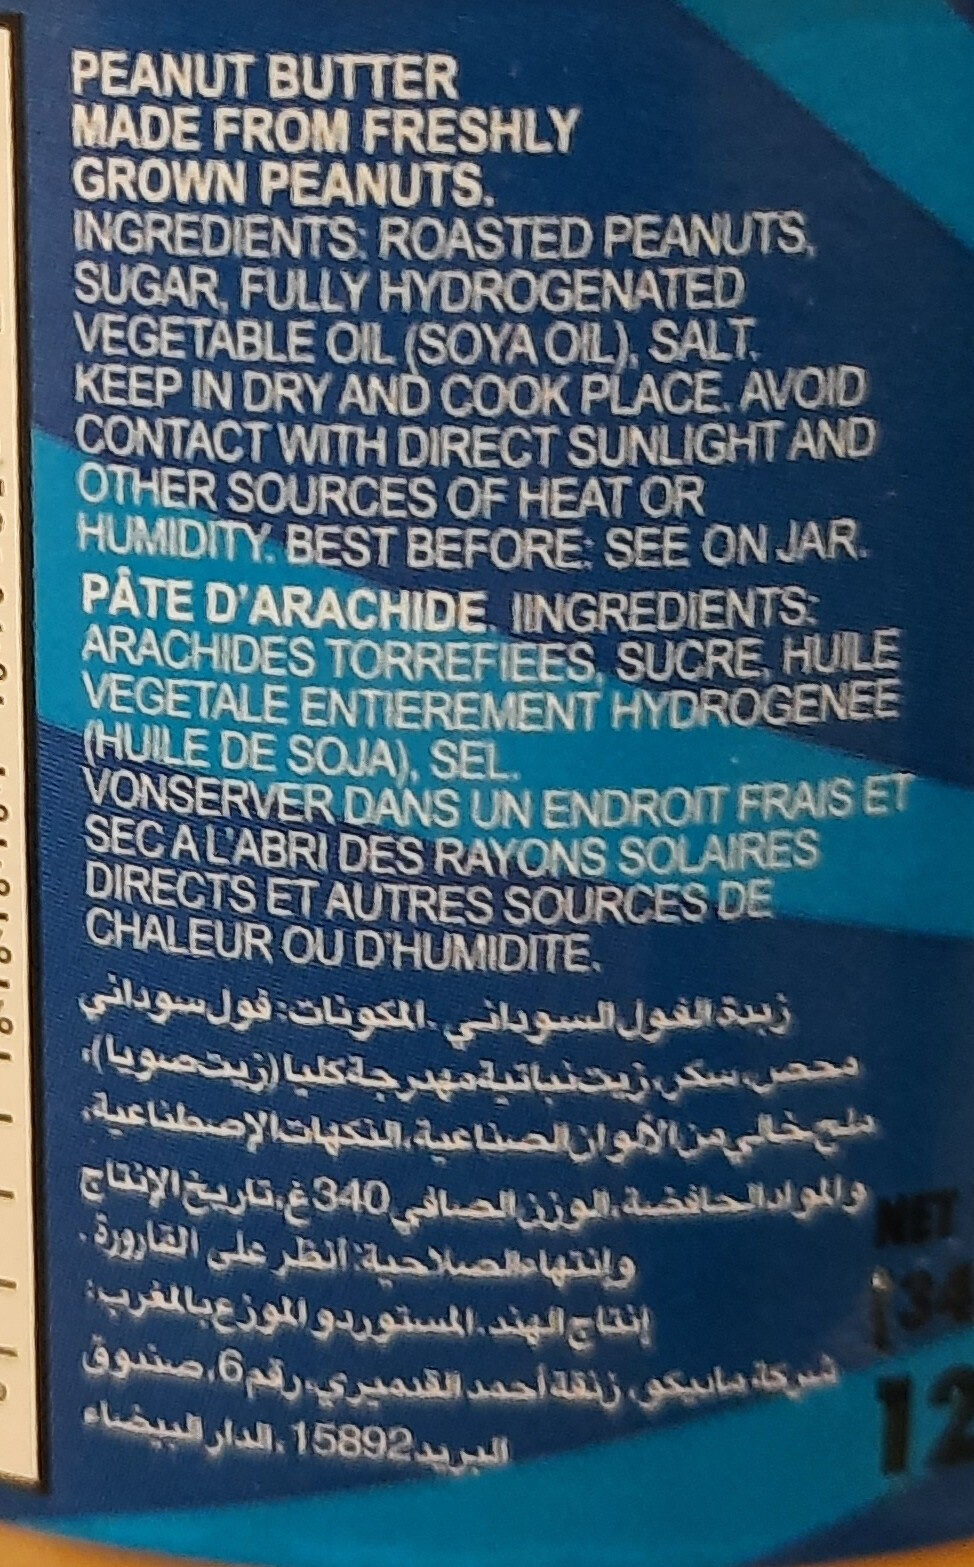 PEANUT BUTTER
MADE FROM FRESHLY
GROWN PEANUTS.
INGREDIENTS: ROASTED PEANUTS,
SUGAR, FULLY HYDROGENATED
VEGETABLE OIL (SOYA OIL), SALT.
KEEP IN DRY AND COOK PLACE. AVOID
CONTACT WITH DIRECT SUNLIGHT AND
OTHER SOURCES OF HEAT OR
HUMIDITY. BEST BEFORE: SEE ON JAR.
PÂTE D'ARACHIDE. IINGREDIENTS:
ARACHIDES TORREFIEES, SUCRE, HUILE
VEGETALE ENTIEREMENT HYDROGENEE
(HUILE DE SOJA), SEL.
VONSERVER DANS UN ENDROIT FRAIS ET
SEC A L'ABRI DES RAYONS SOLAIRES
DIRECTS ET AUTRES SOURCES DE
CHALEUR OU D'HUMIDITE.
زبدة الفول السوداني .المكونات: فول سوداني
محمص، سكر، زيت نباتية مهدرجة كليا (زيت صويا)،
ملح خالي من الألوان الصناعية، النكهات الإصطناعية،
والمواد الحافضة. الوزن الصافي 340 غ، تاريخ الإنتاج
وإنتهاء الصلاحية: أنظر على القارورة .
إنتاج الهند. المستورد و الموزع بالمغرب:
شركة مابيكو، زنقة أحمد القدميري، رقم 6، صندوق
البريد 15892 ، الدار البيضاء
NET
(34
12